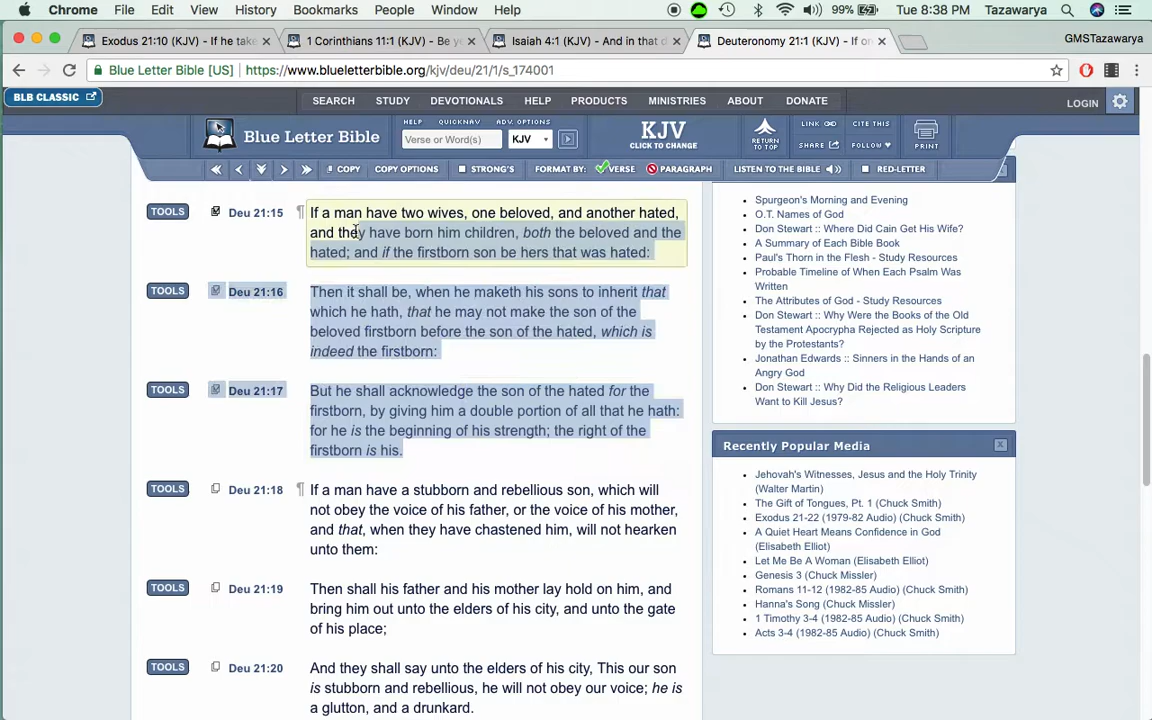 Chrome File Edit View History Bookmarks People Window Help 99% Tue 8:38 PM Tazawarya
Exodus 21:10 (KJV) - If he take 1 Corinthians 11:1 (KJV) - Be y Isaiah 4:1 (KJV) - And in that d Deuteronomy 21:1 (KJV) - If on GMSTazawarya
Blue Letter Bible [US] https://www.blueletterbible.org/kjv/deu/21/1/s_174001
BLB CLASSIC SEARCH STUDY DEVOTIONALS HELP PRODUCTS MINISTRIES ABOUT DONATE LOGIN
HELP QUICKNAV ADV. OPTIONS
Blue Letter Bible Verse or Word(s) KJV
KJV
CLICK TO CHANGE
RETURN
TO TOP
LINK CITE THIS
SHARE FOLLOW PRINT
COPY COPY OPTIONS STRONG'S FORMAT BY: VERSE PARAGRAPH LISTEN TO THE BIBLE RED-LETTER
TOOLS Deu 21:15 ¶ If a man have two wives, one beloved, and another hated,
and they have born him children, both the beloved and the
hated; and if the firstborn son be hers that was hated:
TOOLS Deu 21:16 Then it shall be, when he maketh his sons to inherit that
which he hath, that he may not make the son of the
beloved firstborn before the son of the hated, which is
indeed the firstborn:
TOOLS Deu 21:17 But he shall acknowledge the son of the hated for the
firstborn, by giving him a double portion of all that he hath:
for he is the beginning of his strength; the right of the
firstborn is his.
TOOLS Deu 21:18 ¶ If a man have a stubborn and rebellious son, which will
not obey the voice of his father, or the voice of his mother,
and that, when they have chastened him, will not hearken
unto them:
TOOLS Deu 21:19 Then shall his father and his mother lay hold on him, and
bring him out unto the elders of his city, and unto the gate
of his place;
TOOLS Deu 21:20 And they shall say unto the elders of his city, This our son
is stubborn and rebellious, he will not obey our voice; he is
a glutton, and a drunkard.
Spurgeon's Morning and Evening
O.T. Names of God
Don Stewart :: Where Did Cain Get His Wife?
A Summary of Each Bible Book
Paul's Thorn in the Flesh - Study Resources
Probable Timeline of When Each Psalm Was
Written
The Attributes of God - Study Resources
Don Stewart :: Why Were the Books of the Old
Testament Apocrypha Rejected as Holy Scripture
by the Protestants?
Jonathan Edwards :: Sinners in the Hands of an
Angry God
Don Stewart :: Why Did the Religious Leaders
Want to Kill Jesus?
Recently Popular Media
Jehovah's Witnesses, Jesus and the Holy Trinity
(Walter Martin)
The Gift of Tongues, Pt. 1 (Chuck Smith)
Exodus 21-22 (1979-82 Audio) (Chuck Smith)
A Quiet Heart Means Confidence in God
(Elisabeth Elliot)
Let Me Be A Woman (Elisabeth Elliot)
Genesis 3 (Chuck Missler)
Romans 11-12 (1982-85 Audio) (Chuck Smith)
Hanna's Song (Chuck Missler)
1 Timothy 3-4 (1982-85 Audio) (Chuck Smith)
Acts 3-4 (1982-85 Audio) (Chuck Smith)